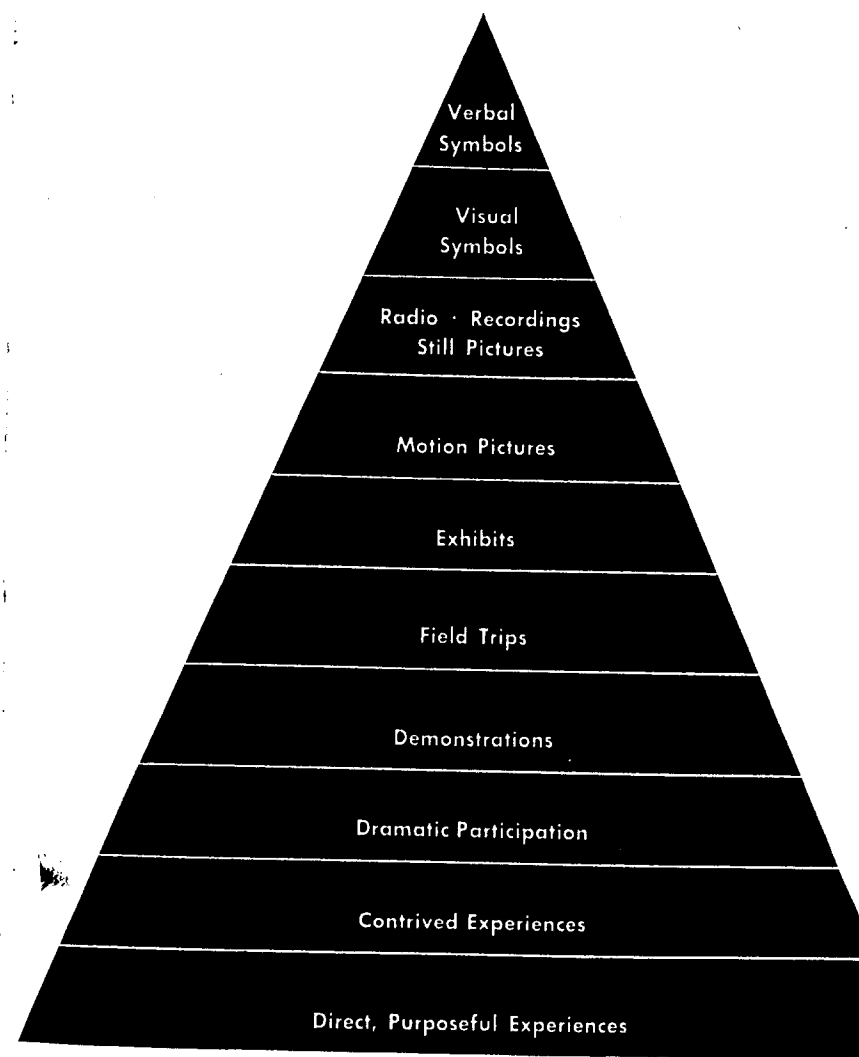 Verbal
Symbols
Visual
Symbols
Radio · Recordings
Still Pictures
Motion Pictures
Exhibits
Field Trips
Demonstrations
Dramatic Participation
Contrived Experiences
Direct, Purposeful Experiences